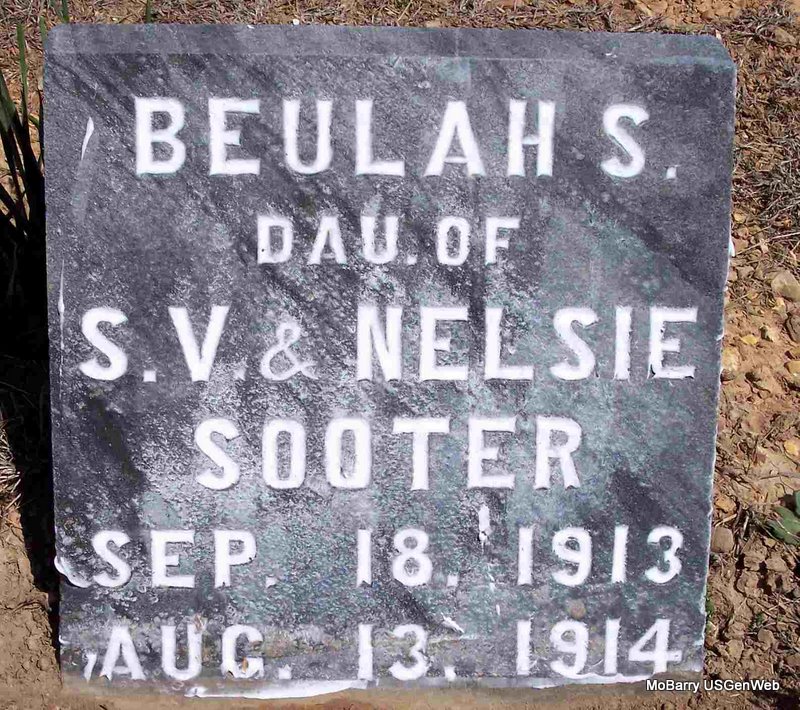 BEULAH S.
DAU. OF
S.V. & NELSIE
SOOTER
SEP. 18. 1913
AUG. 13. 1914
MoBarry USGenWeb